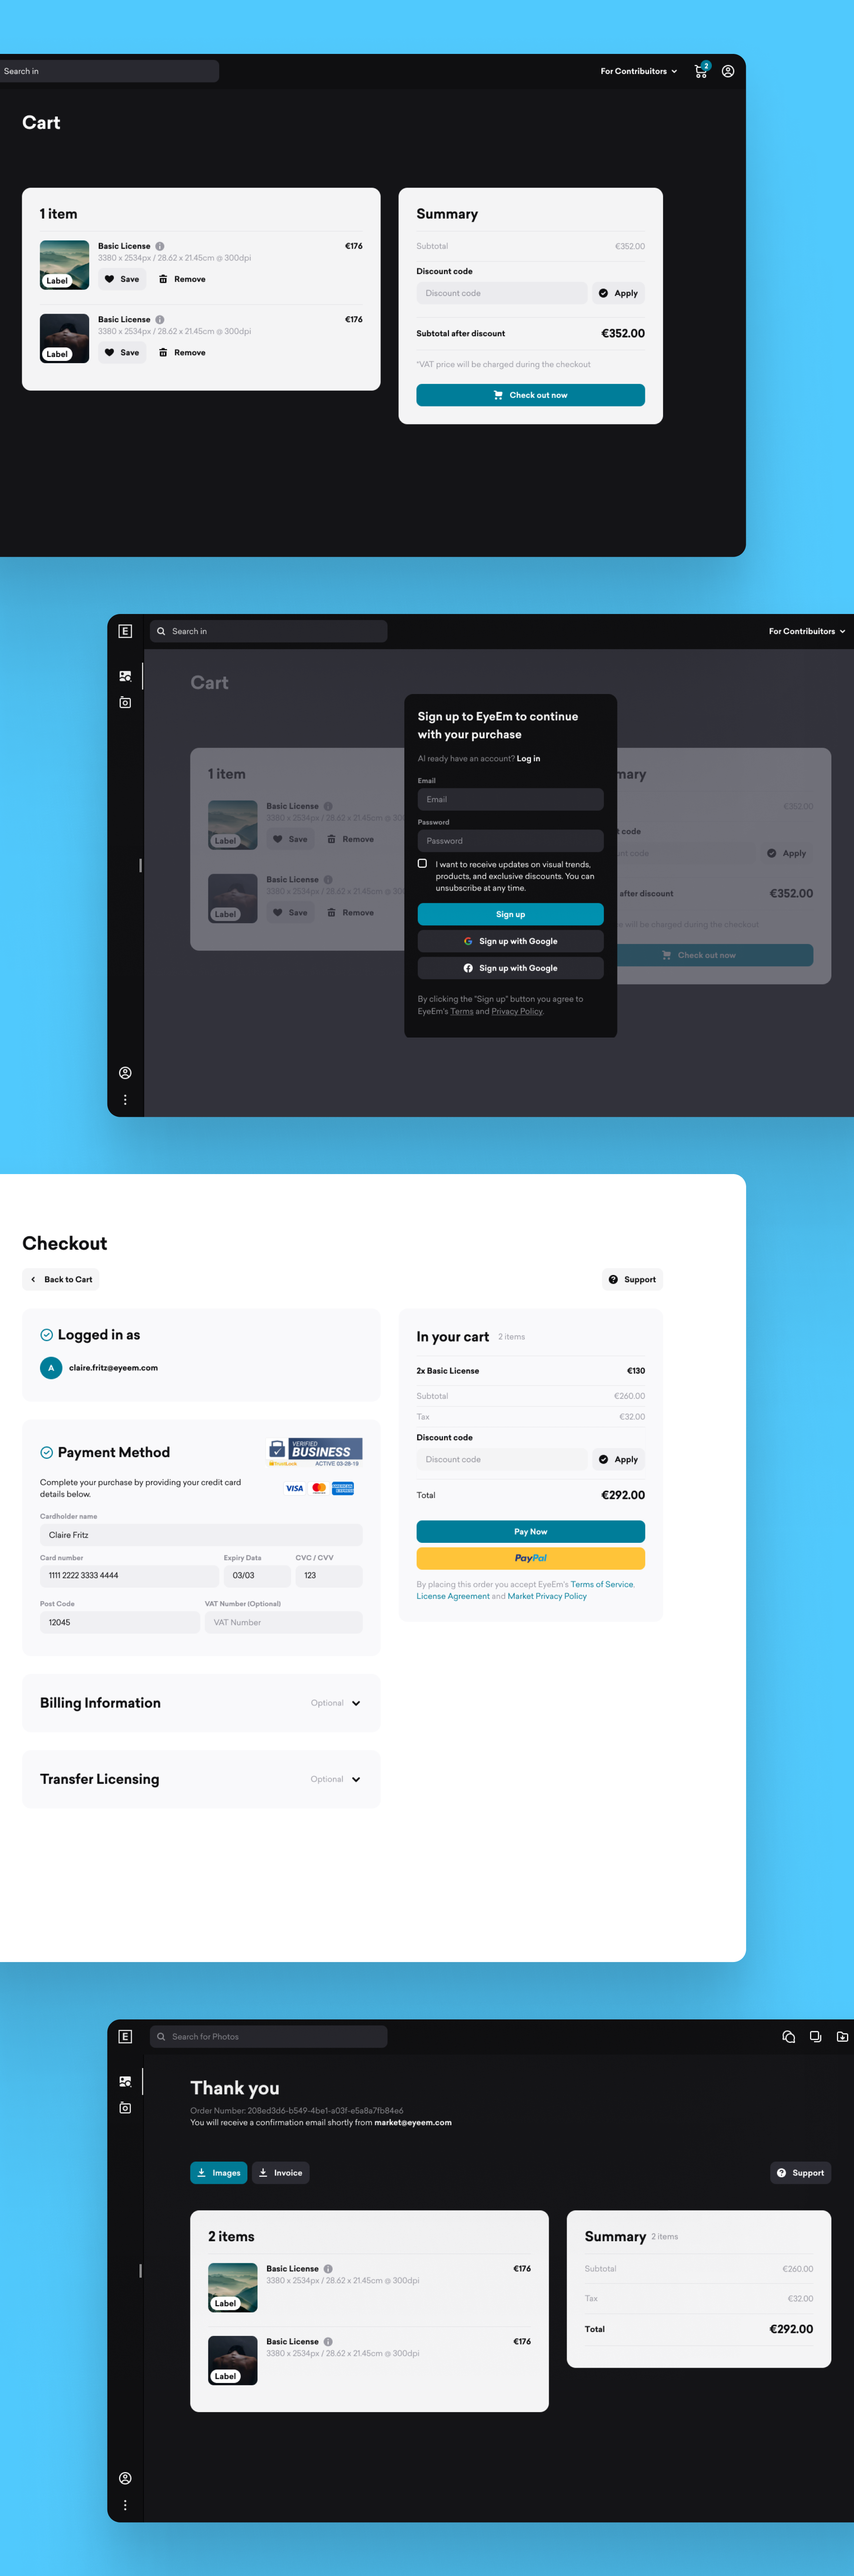 Search in
For Contribuitors
2
Cart
1 item
Basic License
€176
3380 x 2534px / 28.62 x 21.45cm @ 300dpi
Label
Save
Remove
Basic License
€176
3380 x 2534px / 28.62 x 21.45cm @ 300dpi
Label
Save
Remove
Summary
Subtotal
€352.00
Discount code
Discount code
Apply
Subtotal after discount
€352.00
*VAT price will be charged during the checkout
Check out now
E
Search in
For Contribuitors
Cart
1 item
Basic License
3380 x 2534px / 28.62 x 21.45cm @ 300
Label
Save
Remove
Basic License
3380 x 2534px / 28.62 x 21.45cm @ 300
Label
Save
Remove
Sign up to EyeEm to continue
with your purchase
Al ready have an account? Log in
Email
Email
Password
Password
I want to receive updates on visual trends,
products, and exclusive discounts. You can
unsubscribe at any time.
Sign up
Sign up with Google
Sign up with Google
By clicking the "Sign up" button you agree to
EyeEm's Terms and Privacy Policy.
mary
€352.00
t code
unt code
Apply
after discount
€352.00
e will be charged during the checkout
Check out now
Checkout
Back to Cart
Support
Logged in as
A
claire.fritz@eyeem.com
Payment Method
VERIFIED
BUSINESS
ACTIVE 03-28-19
Complete your purchase by providing your credit card
details below.
VISA
Cardholder name
Claire Fritz
Card number
Expiry Data
CVC / CVV
1111 2222 3333 4444
03/03
123
Post Code
VAT Number (Optional)
12045
VAT Number
Billing Information
Optional
Transfer Licensing
Optional
In your cart
2 items
2x Basic License
€130
Subtotal
€260.00
Tax
€32.00
Discount code
Discount code
Apply
Total
€292.00
Pay Now
PayPal
By placing this order you accept EyeEm's Terms of Service,
License Agreement and Market Privacy Policy
E
Search for Photos
Thank you
Order Number: 208ed3d6-b549-4be1-a03f-e5a8a7fb84e6
You will receive a confirmation email shortly from market@eyeem.com
Images
Invoice
Support
2 items
Basic License
€176
3380 x 2534px / 28.62 x 21.45cm @ 300dpi
Label
Basic License
€176
3380 x 2534px / 28.62 x 21.45cm @ 300dpi
Label
Summary
2 items
Subtotal
€260.00
Tax
€32.00
Total
€292.00